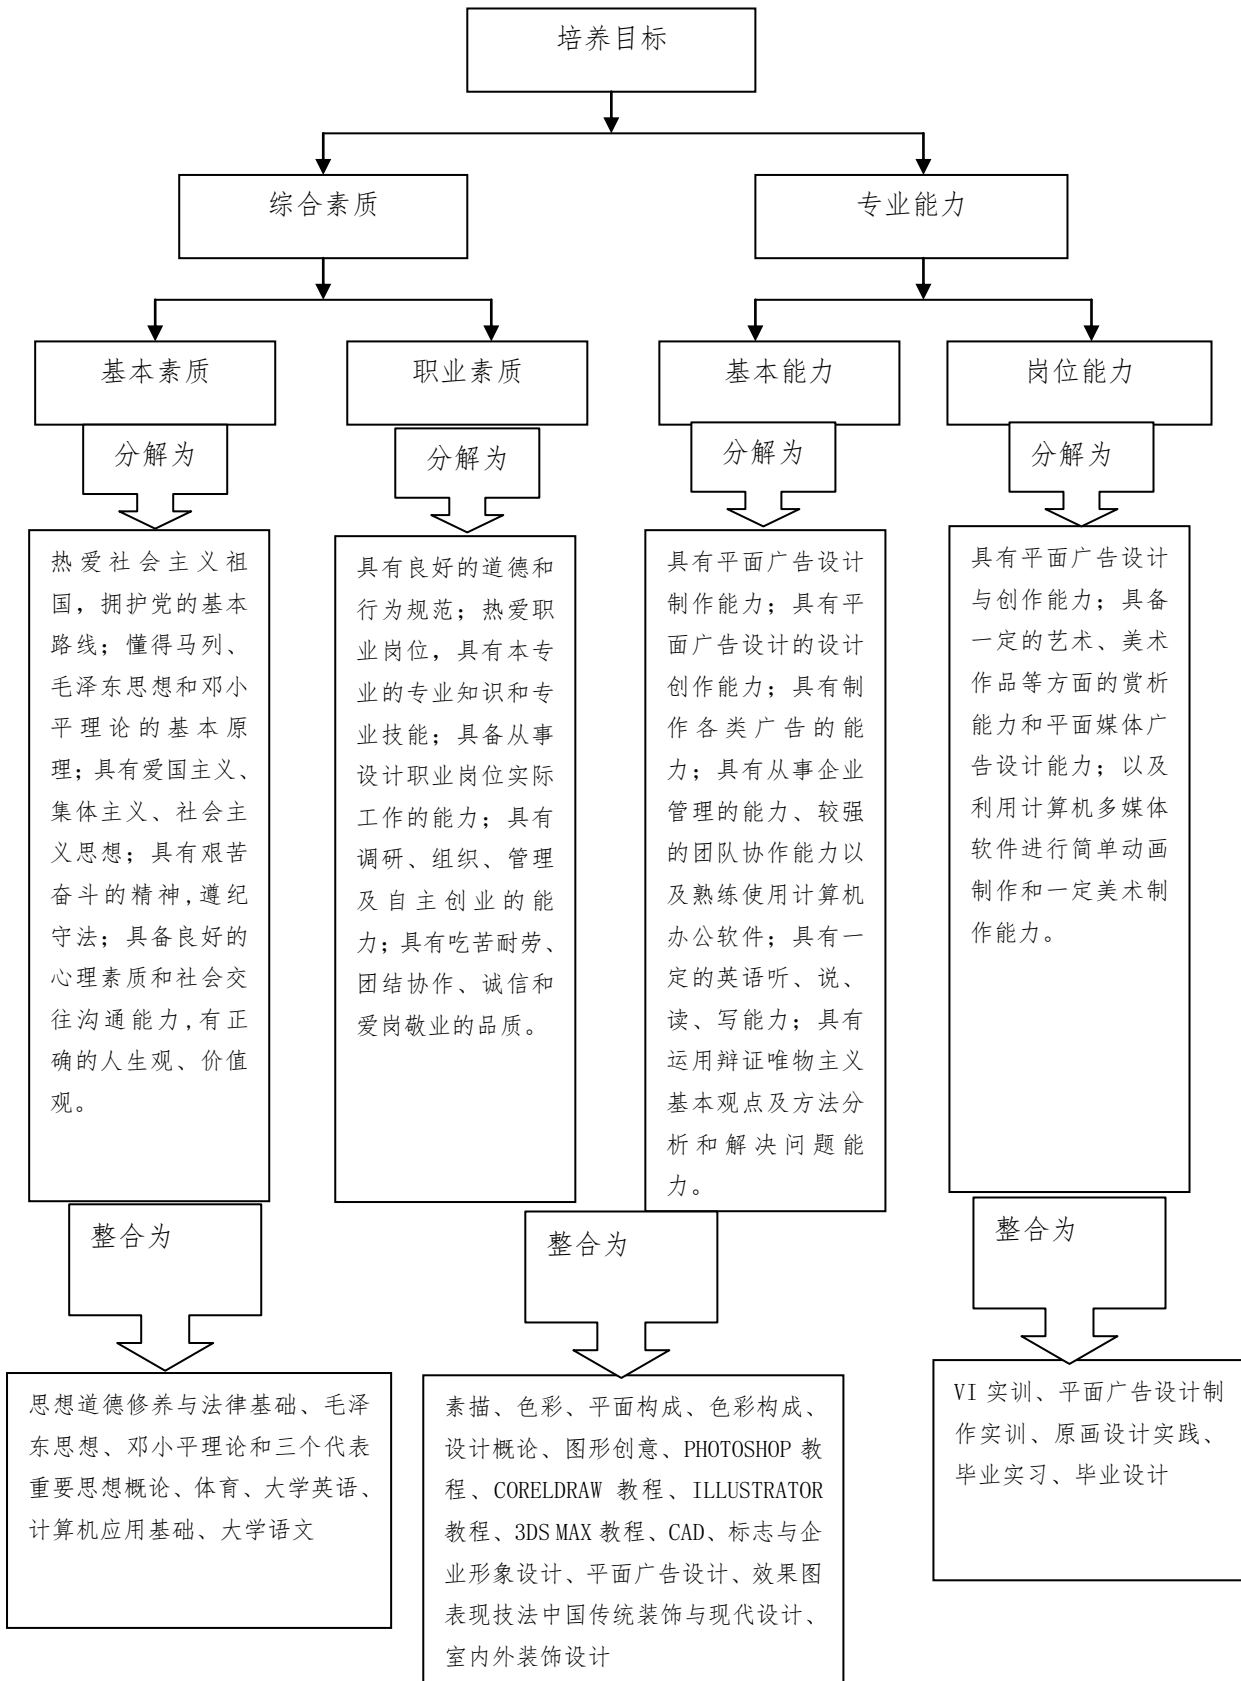 培养目标
综合素质
专业能力
基本素质
职业素质
基本能力
岗位能力
分解为
分解为
分解为
分解为
热爱社会主义祖
国，拥护党的基本
路线；懂得马列、
毛泽东思想和邓小
平理论的基本原
理；具有爱国主义、
集体主义、社会主
义思想；具有艰苦
奋斗的精神,遵纪
守法；具备良好的
心理素质和社会交
往沟通能力,有正
确的人生观、价值
观。
具有良好的道德和
行为规范；热爱职
业岗位，具有本专
业的专业知识和专
业技能；具备从事
设计职业岗位实际
工作的能力；具有
调研、组织、管理
及自主创业的能
力；具有吃苦耐劳、
团结协作、诚信和
爱岗敬业的品质。
具有平面广告设计
制作能力；具有平
面广告设计的设计
创作能力；具有制
作各类广告的能
力；具有从事企业
管理的能力、较强
的团队协作能力以
及熟练使用计算机
办公软件；具有一
定的英语听、说、
读、写能力；具有
运用辩证唯物主义
基本观点及方法分
析和解决问题能
力。
具有平面广告设计
与创作能力；具备
一定的艺术、美术
作品等方面的赏析
能力和平面媒体广
告设计能力；以及
利用计算机多媒体
软件进行简单动画
制作和一定美术制
作能力。
整合为
整合为
整合为
思想道德修养与法律基础、毛泽
东思想、邓小平理论和三个代表
重要思想概论、体育、大学英语、
计算机应用基础、大学语文
素描、色彩、平面构成、色彩构成、
设计概论、图形创意、PHOTOSHOP 教
程、CORELDRAW 教程、ILLUSTRATOR
教程、3DS MAX 教程、CAD、标志与企
业形象设计、平面广告设计、效果图
表现技法中国传统装饰与现代设计、
室内外装饰设计
VI 实训、平面广告设计制
作实训、原画设计实践、
毕业实习、毕业设计